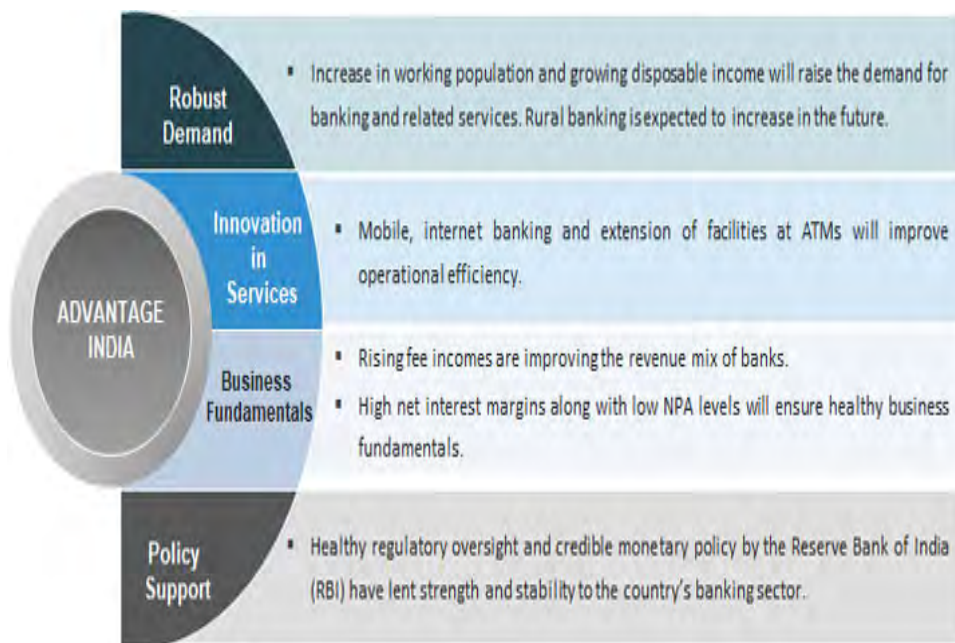 Robust
Demand
▪ Increase in working population and growing disposable income will raise the demand for
banking and related services. Rural banking is expected to increase in the future.
Innovation
in
Services
▪ Mobile, internet banking and extension of facilities at ATMs will improve
operational efficiency.
ADVANTAGE
INDIA
Business
Fundamentals
▪ Rising fee incomes are improving the revenue mix of banks.
▪ High net interest margins along with low NPA levels will ensure healthy business
fundamentals.
Policy
Support
▪ Healthy regulatory oversight and credible monetary policy by the Reserve Bank of India
(RBI) have lent strength and stability to the country’s banking sector.